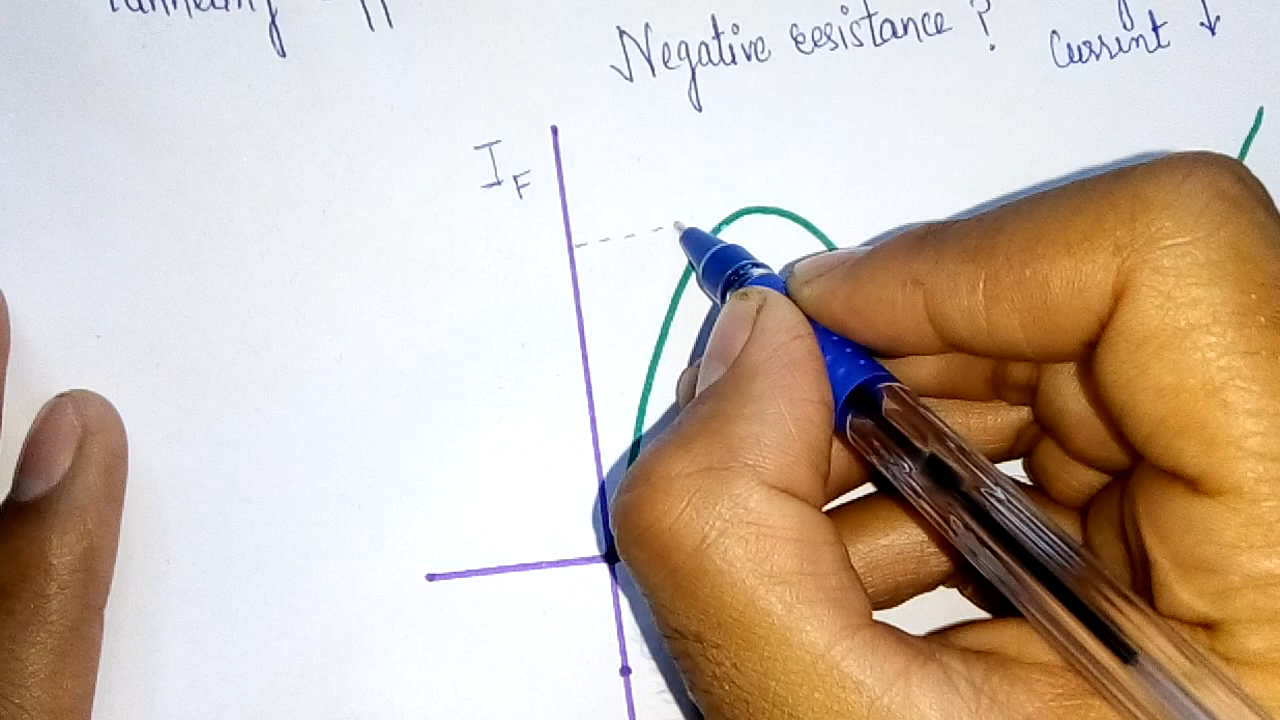 Negative resistance ?
Current ↓
I_F